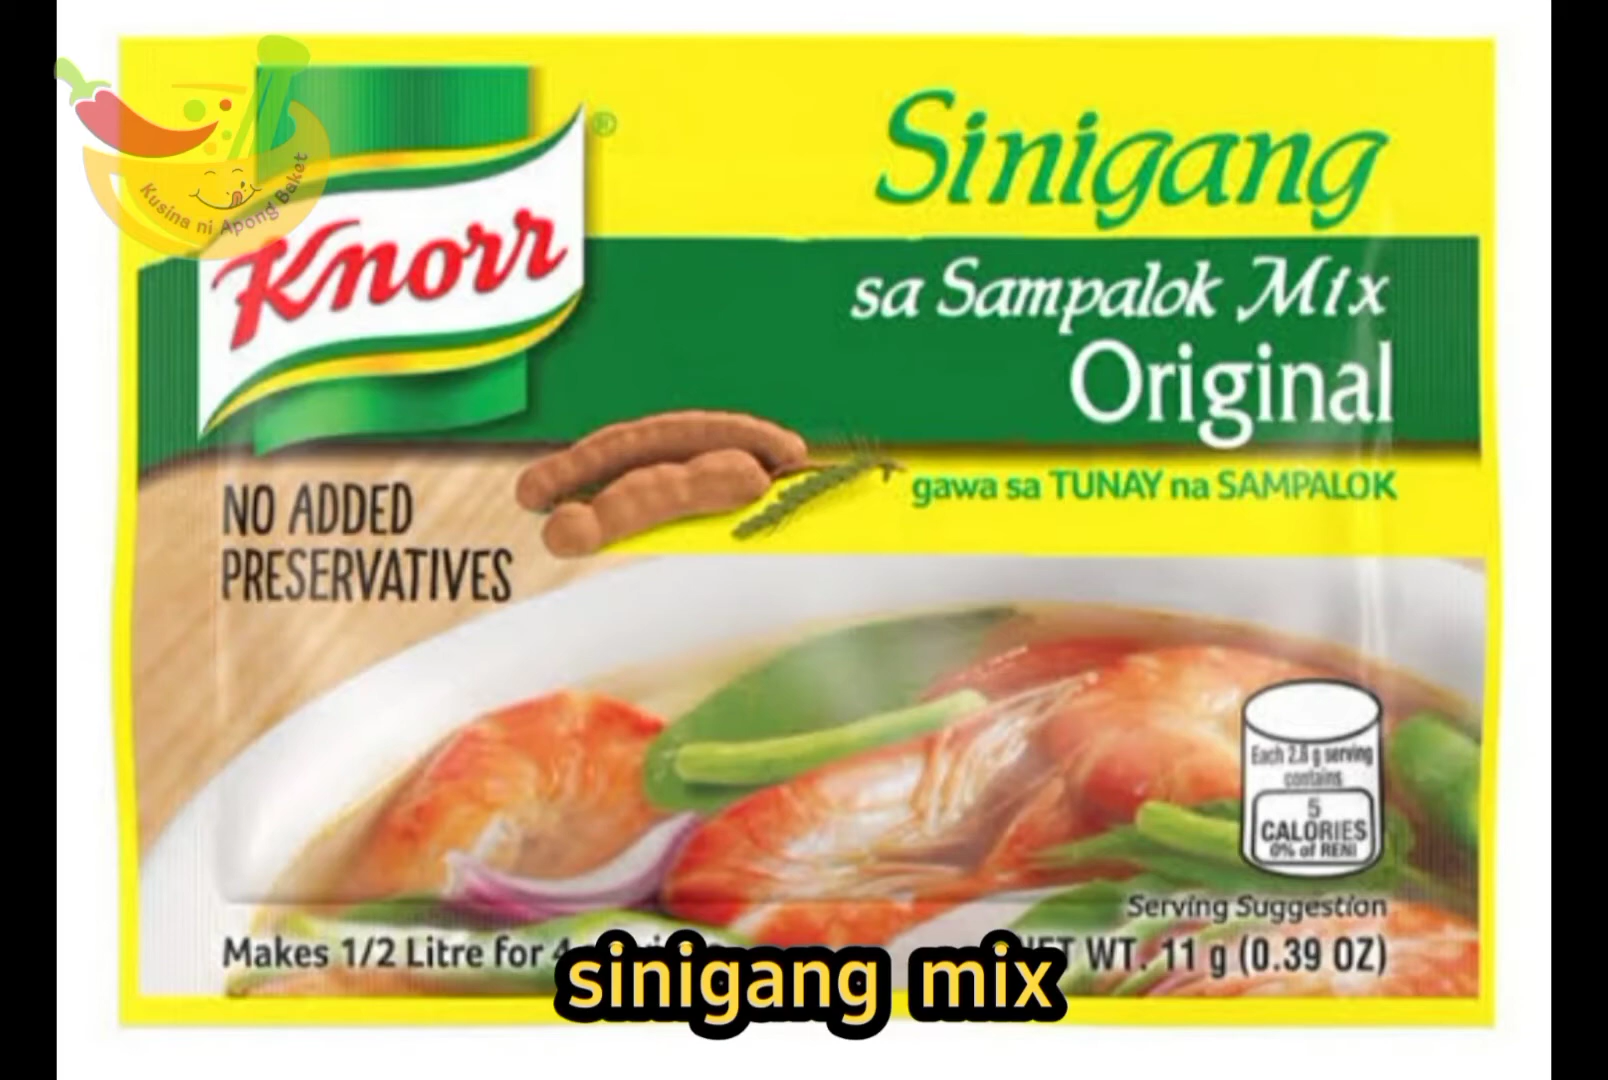 Kusina ni Apong Baket
Knorr
®
Sinigang
sa Sampalok Mix
Original
gawa sa TUNAY na SAMPALOK
NO ADDED
PRESERVATIVES
Each 2.8 g serving
contains
5
CALORIES
0% of RENI
Serving Suggestion
Makes 1/2 Litre for 4
WT. 11 g (0.39 OZ)
sinigang mix